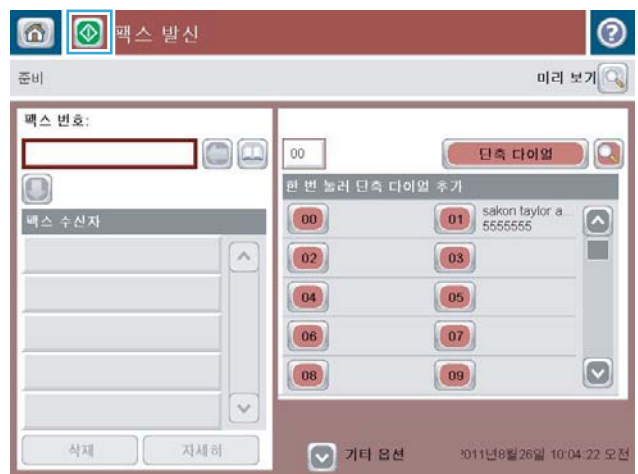 팩스 발신
준비
미리 보기
팩스 번호:
00
단축 다이얼
한 번 눌러 단축 다이얼 추가
팩스 수신자
00
01 sakon taylor a...
5555555
02
03
04
05
06
07
08
09
삭제
자세히
기타 옵션
2011년8월26일 10:04:22 오전